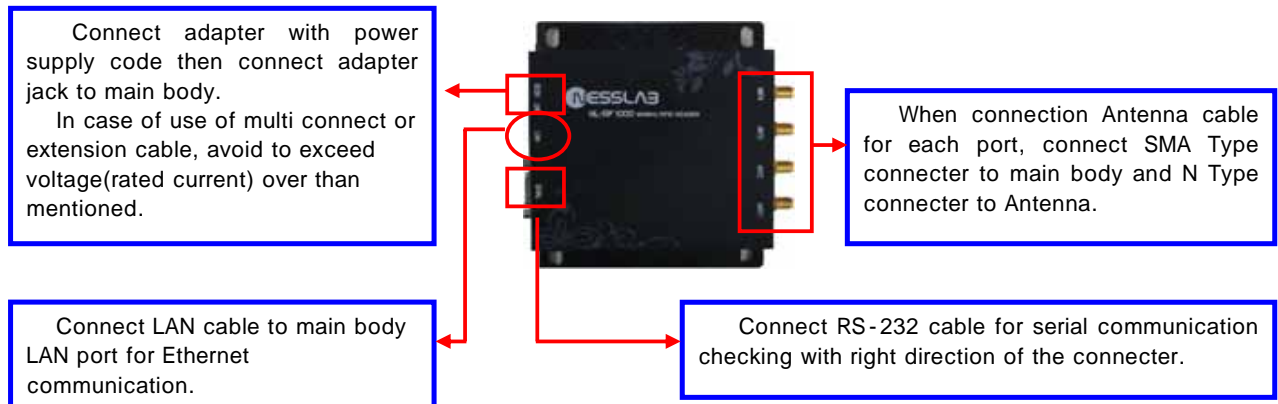 Connect adapter with power
supply code then connect adapter
jack to main body.
In case of use of multi connect or
extension cable, avoid to exceed
voltage(rated current) over than
mentioned.
NESSLAB
When connection Antenna cable
for each port, connect SMA Type
connecter to main body and N Type
connecter to Antenna.
Connect LAN cable to main body
LAN port for Ethernet
communication.
Connect RS-232 cable for serial communication
checking with right direction of the connecter.